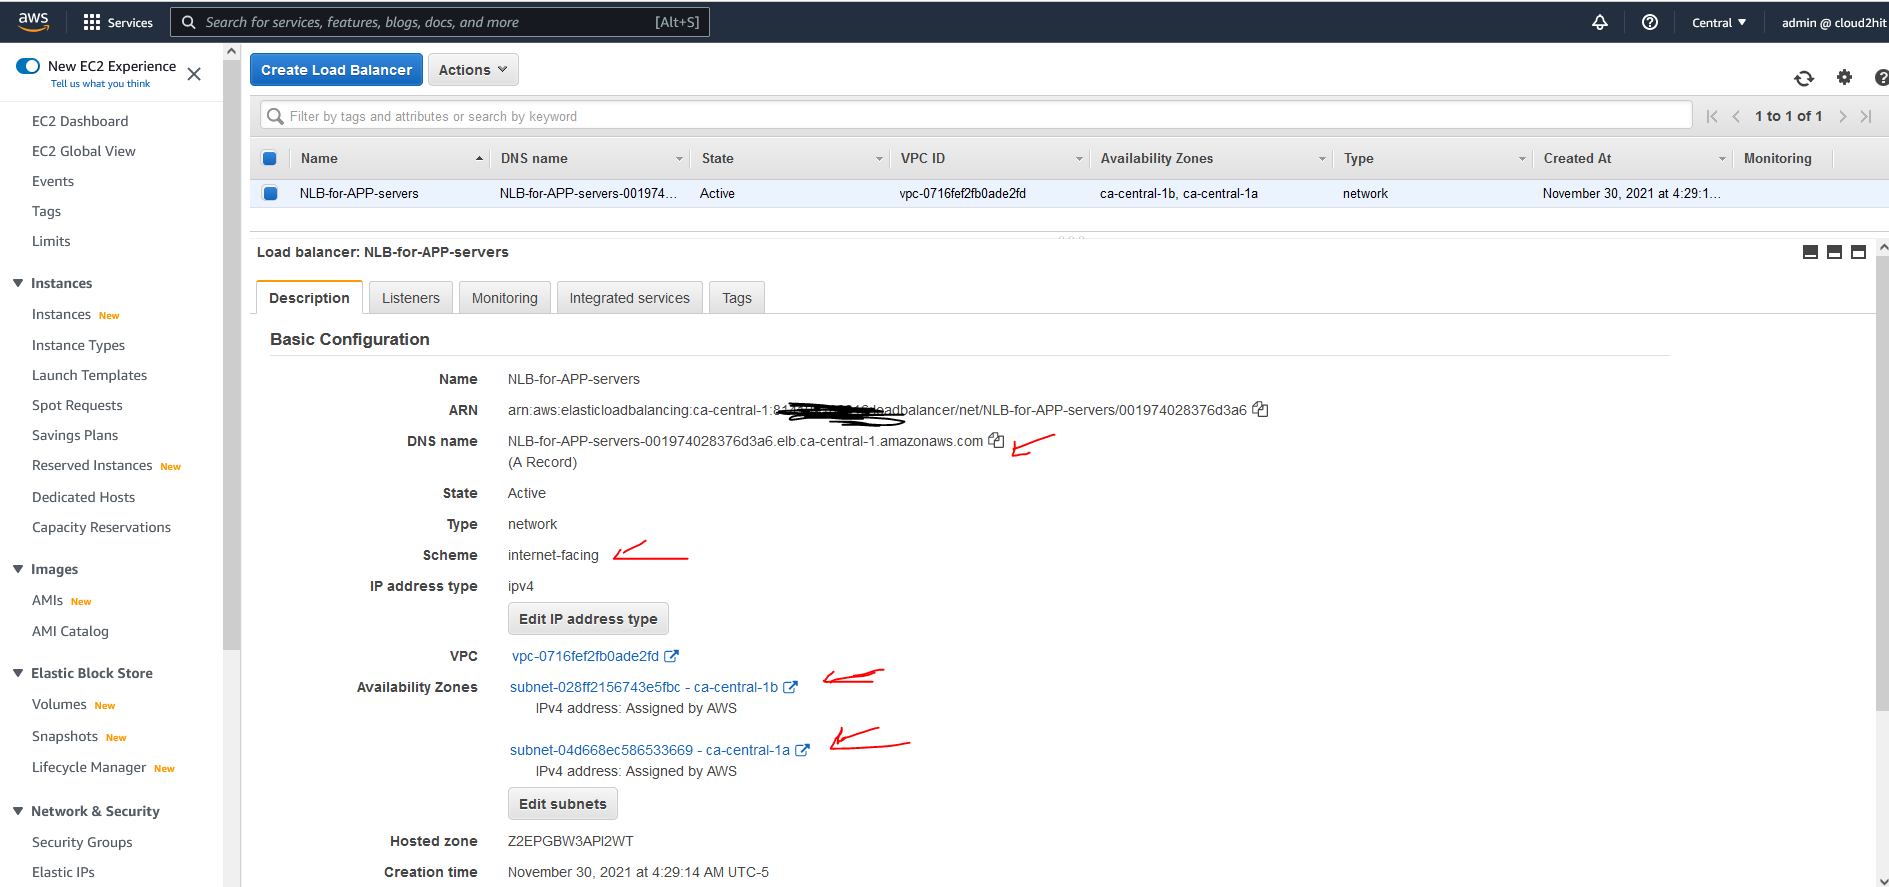 aws
Services
Search for services, features, blogs, docs, and more
[Alt+S]
Central
admin @ cloud2hit
New EC2 Experience
Tell us what you think
EC2 Dashboard
EC2 Global View
Events
Tags
Limits
Instances
Instances New
Instance Types
Launch Templates
Spot Requests
Savings Plans
Reserved Instances New
Dedicated Hosts
Capacity Reservations
Images
AMIs New
AMI Catalog
Elastic Block Store
Volumes New
Snapshots New
Lifecycle Manager New
Network & Security
Security Groups
Elastic IPs
Create Load Balancer
Actions
Filter by tags and attributes or search by keyword
1 to 1 of 1
Name DNS name State VPC ID Availability Zones Type Created At Monitoring
NLB-for-APP-servers NLB-for-APP-servers-001974... Active vpc-0716fef2fb0ade2fd ca-central-1b, ca-central-1a network November 30, 2021 at 4:29:1...
Load balancer: NLB-for-APP-servers
Description Listeners Monitoring Integrated services Tags
Basic Configuration
Name NLB-for-APP-servers
ARN arn:aws:elasticloadbalancing:ca-central-1: loadbalancer/net/NLB-for-APP-servers/001974028376d3a6
DNS name NLB-for-APP-servers-001974028376d3a6.elb.ca-central-1.amazonaws.com
(A Record)
State Active
Type network
Scheme internet-facing
IP address type ipv4
Edit IP address type
VPC vpc-0716fef2fb0ade2fd
Availability Zones subnet-028ff2156743e5fbc - ca-central-1b
IPv4 address: Assigned by AWS
subnet-04d668ec586533669 - ca-central-1a
IPv4 address: Assigned by AWS
Edit subnets
Hosted zone Z2EPGBW3API2WT
Creation time November 30, 2021 at 4:29:14 AM UTC-5